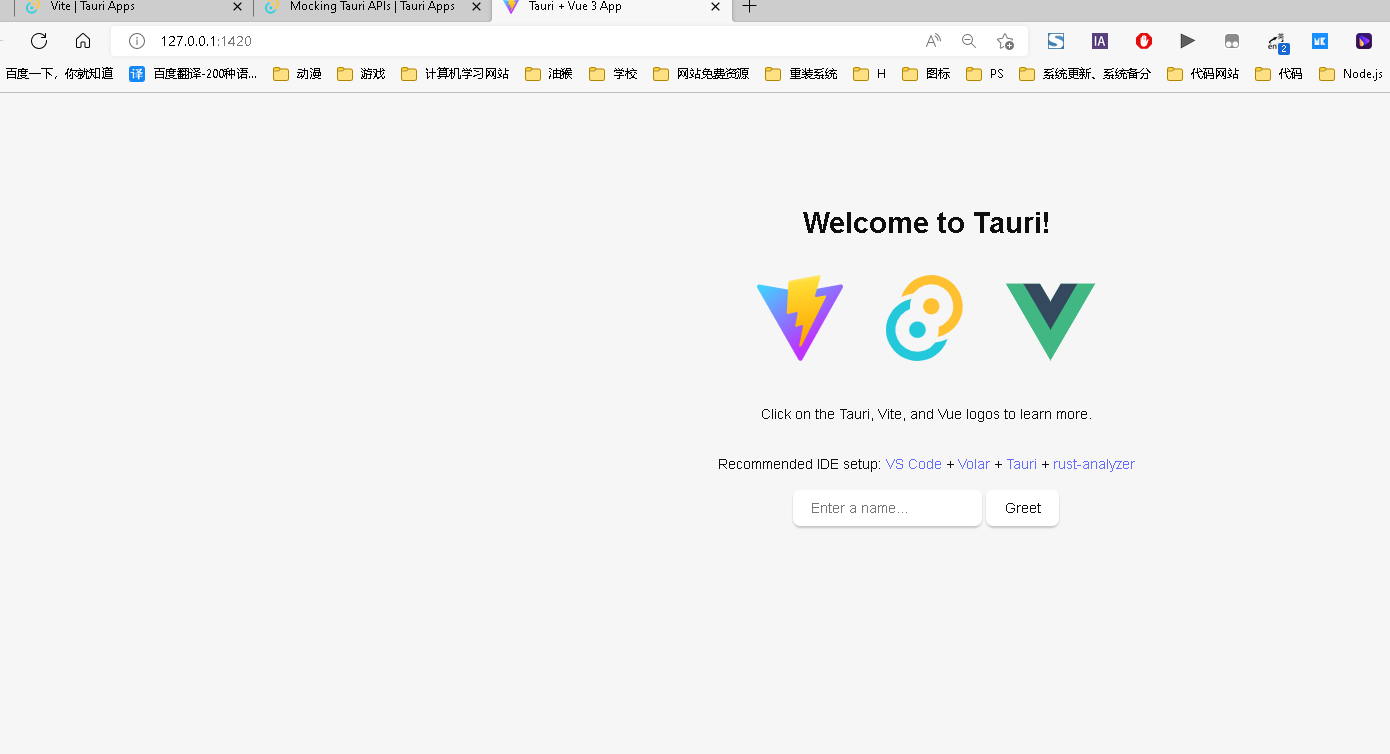 Vite | Tauri Apps
Mocking Tauri APIs | Tauri Apps
Tauri + Vue 3 App
127.0.0.1:1420
百度一下，你就知道
译 百度翻译-200种语...
动漫
游戏
计算机学习网站
油猴
学校
网站免费资源
重装系统
H
图标
PS
系统更新、系统备分
代码网站
代码
Node.js
Welcome to Tauri!
Click on the Tauri, Vite, and Vue logos to learn more.
Recommended IDE setup: VS Code + Volar + Tauri + rust-analyzer
Enter a name... Greet